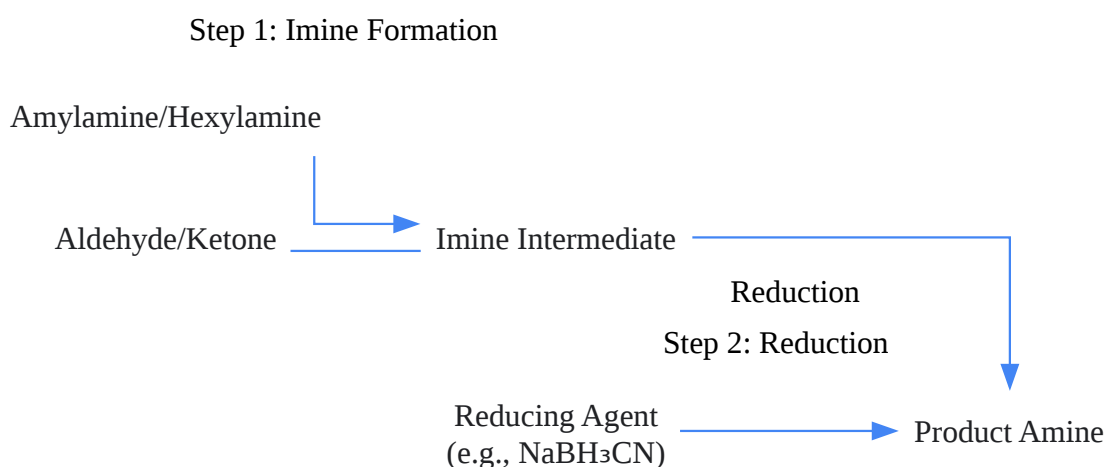 Step 1: Imine Formation
Amylamine/Hexylamine
Aldehyde/Ketone
Imine Intermediate
Reduction
Step 2: Reduction
Reducing Agent
(e.g., NaBH₃CN)
Product Amine